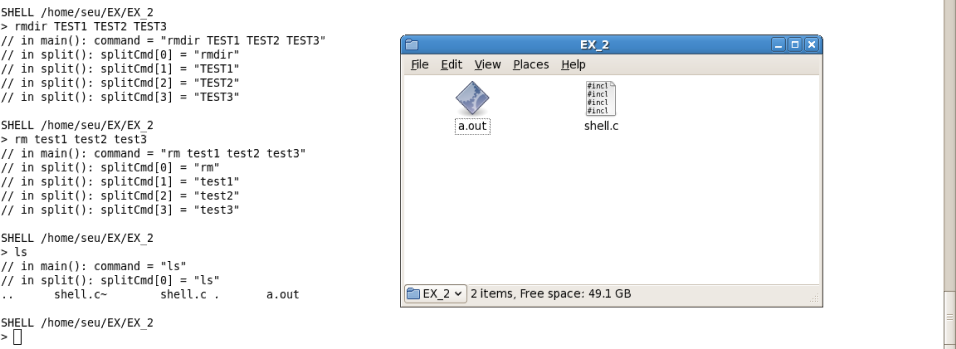 SHELL /home/seu/EX/EX_2
> rmdir TEST1 TEST2 TEST3
// in main(): command = "rmdir TEST1 TEST2 TEST3"
// in split(): splitCmd[0] = "rmdir"
// in split(): splitCmd[1] = "TEST1"
// in split(): splitCmd[2] = "TEST2"
// in split(): splitCmd[3] = "TEST3"
SHELL /home/seu/EX/EX_2
> rm test1 test2 test3
// in main(): command = "rm test1 test2 test3"
// in split(): splitCmd[0] = "rm"
// in split(): splitCmd[1] = "test1"
// in split(): splitCmd[2] = "test2"
// in split(): splitCmd[3] = "test3"
SHELL /home/seu/EX/EX_2
> ls
// in main(): command = "ls"
// in split(): splitCmd[0] = "ls"
.. shell.c~ shell.c . a.out
SHELL /home/seu/EX/EX_2
>
EX_2
File Edit View Places Help
#incl
#incl
#incl
#incl
a.out shell.c
EX_2 2 items, Free space: 49.1 GB